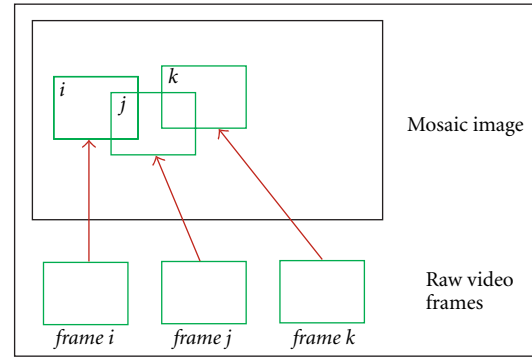 k
i
j
Mosaic image
Raw video
frames
frame i
frame j
frame k